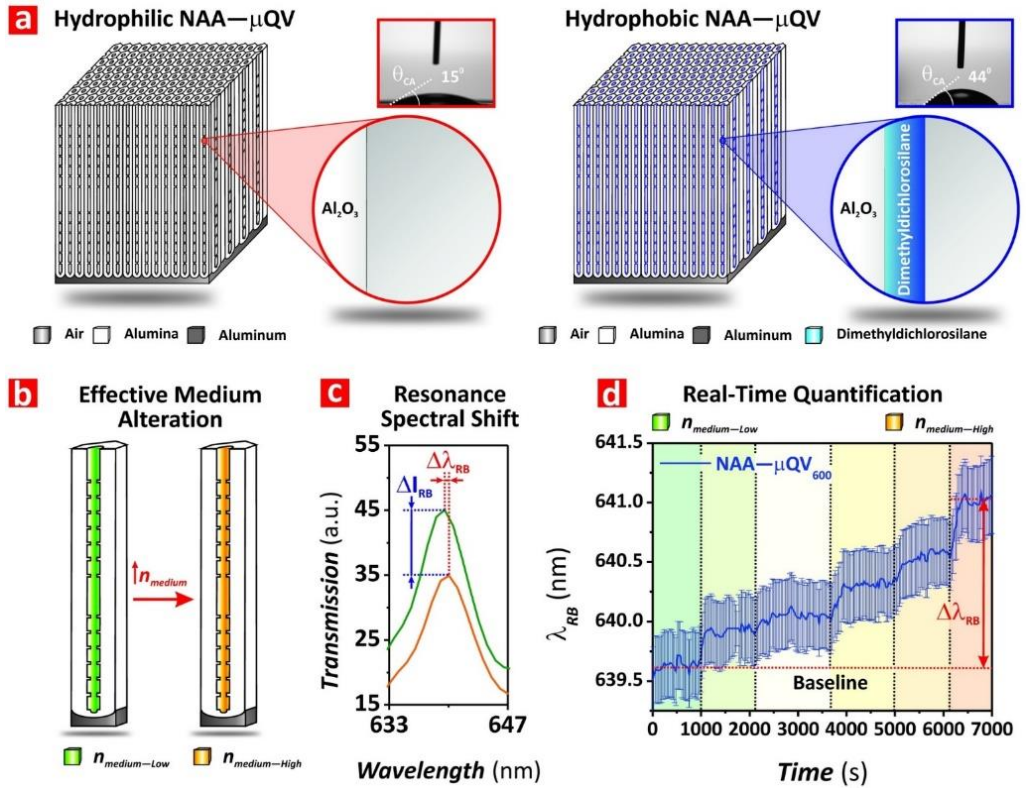 a
Hydrophilic NAA—µQV
θCA 15°
Al2O3
Air Alumina Aluminum
Hydrophobic NAA—µQV
θCA 44°
Al2O3
Dimethyldichlorosilane
Air Alumina Aluminum Dimethyldichlorosilane
b
Effective Medium
Alteration
↑nmedium
nmedium—Low nmedium—High
c
Resonance
Spectral Shift
ΔλRB
ΔIRB
55
45
35
25
15
Transmission (a.u.)
633 647
Wavelength (nm)
d
Real-Time Quantification
nmedium—Low nmedium—High
NAA—µQV600
641.5
641.0
640.5
640.0
639.5
λRB (nm)
ΔλRB
Baseline
0 1000 2000 3000 4000 5000 6000 7000
Time (s)